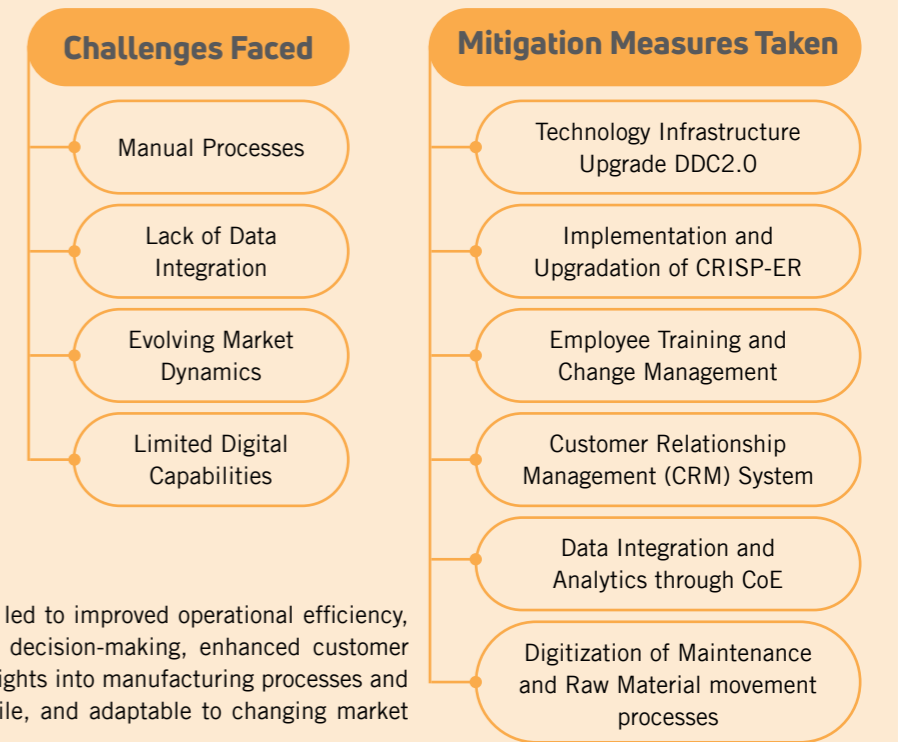 Challenges Faced
Manual Processes
Lack of Data
Integration
Evolving Market
Dynamics
Limited Digital
Capabilities
led to improved operational efficiency,
decision-making, enhanced customer
ights into manufacturing processes and
ile, and adaptable to changing market
Mitigation Measures Taken
Technology Infrastructure
Upgrade DDC2.0
Implementation and
Upgradation of CRISP-ER
Employee Training and
Change Management
Customer Relationship
Management (CRM) System
Data Integration and
Analytics through CoE
Digitization of Maintenance
and Raw Material movement
processes